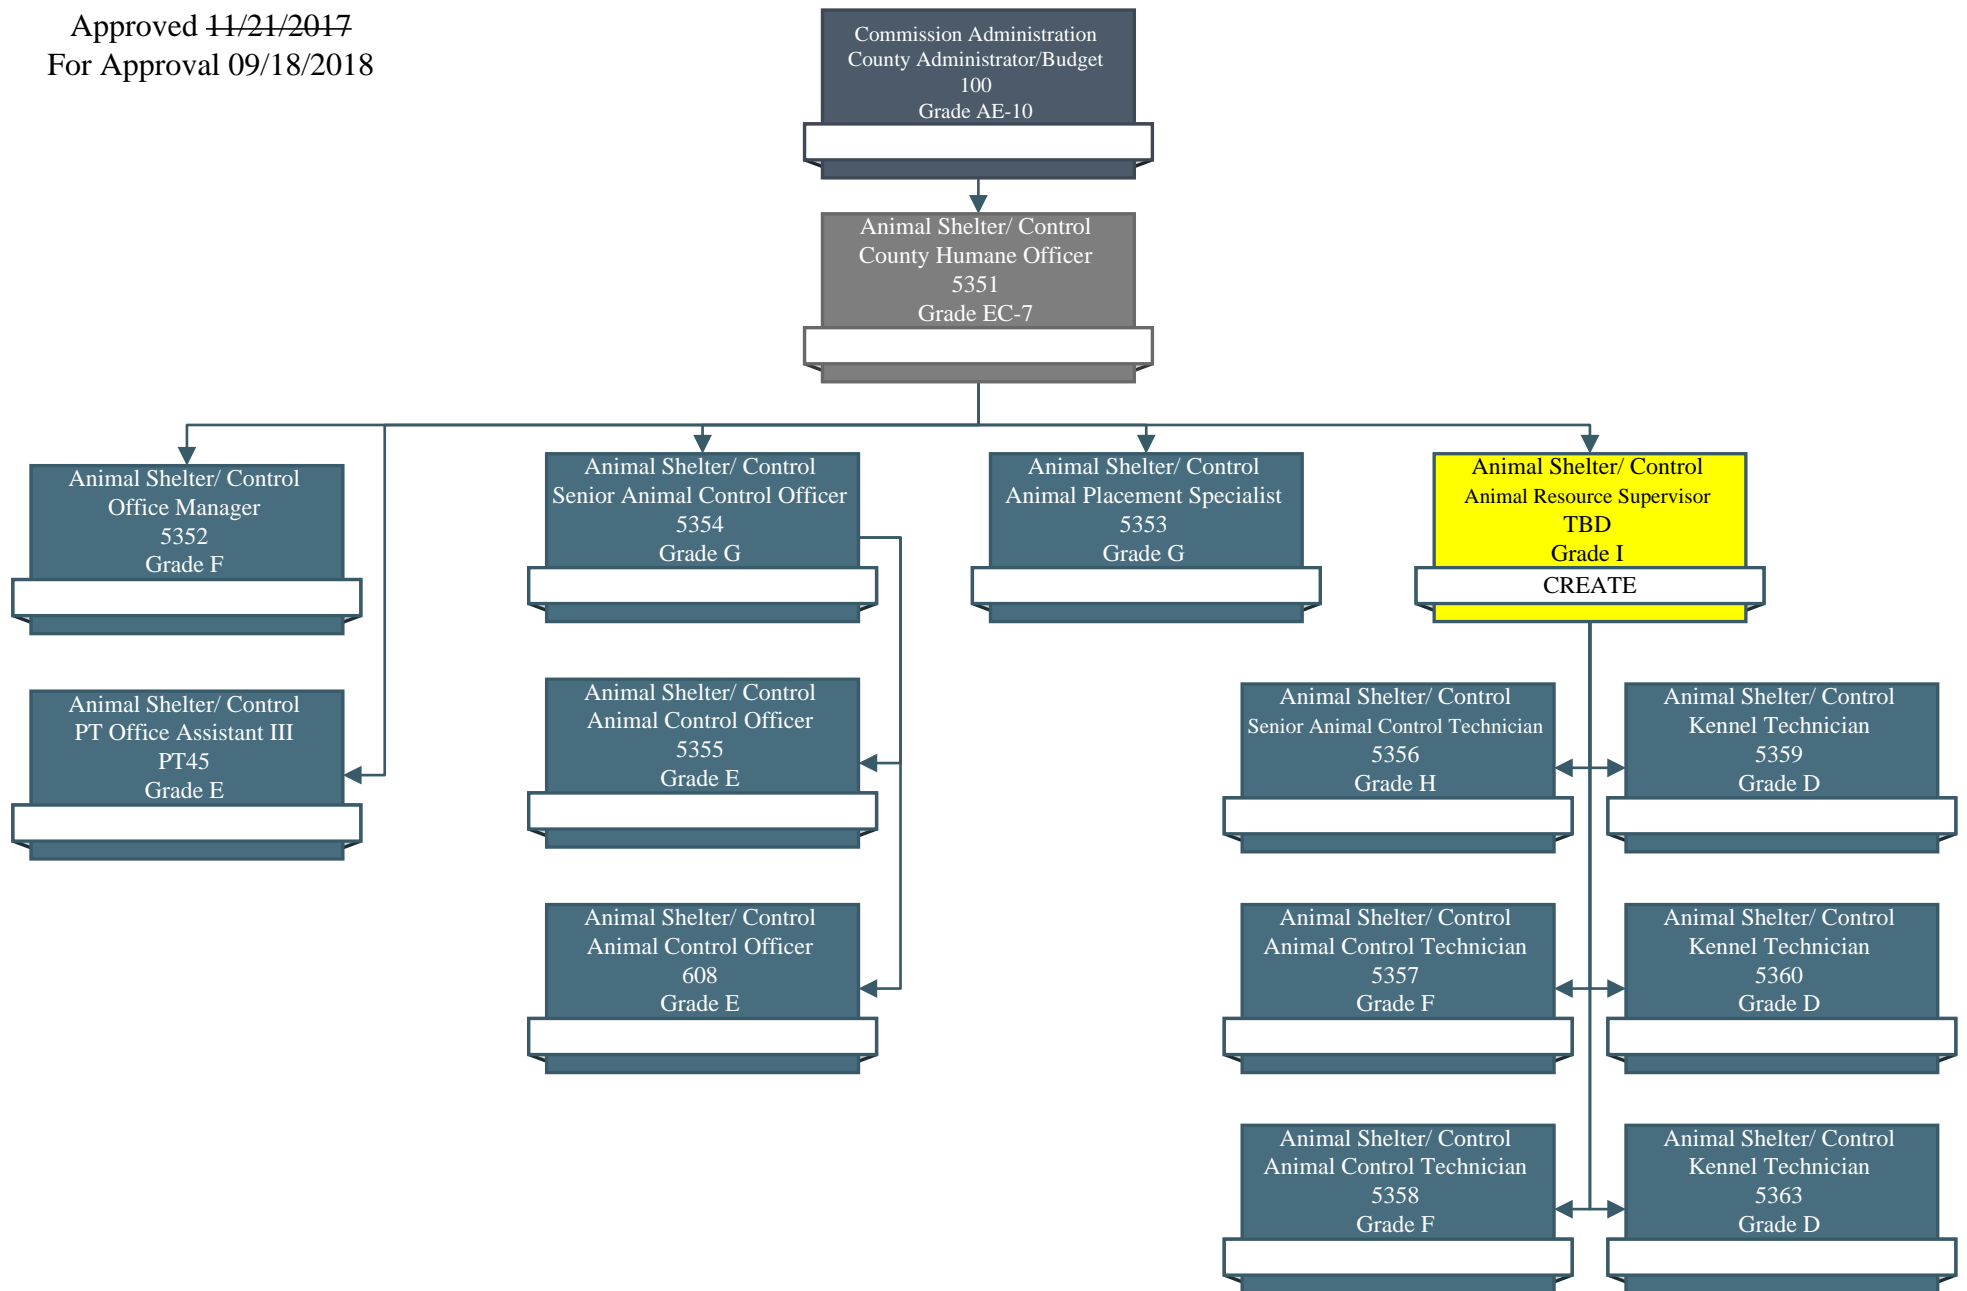 Approved 11/21/2017
For Approval 09/18/2018
Commission Administration
County Administrator/Budget
100
Grade AE-10
Animal Shelter/ Control
County Humane Officer
5351
Grade EC-7
Animal Shelter/ Control
Office Manager
5352
Grade F
Animal Shelter/ Control
Senior Animal Control Officer
5354
Grade G
Animal Shelter/ Control
Animal Placement Specialist
5353
Grade G
Animal Shelter/ Control
Animal Resource Supervisor
TBD
Grade I
CREATE
Animal Shelter/ Control
PT Office Assistant III
PT45
Grade E
Animal Shelter/ Control
Animal Control Officer
5355
Grade E
Animal Shelter/ Control
Senior Animal Control Technician
5356
Grade H
Animal Shelter/ Control
Kennel Technician
5359
Grade D
Animal Shelter/ Control
Animal Control Officer
608
Grade E
Animal Shelter/ Control
Animal Control Technician
5357
Grade F
Animal Shelter/ Control
Kennel Technician
5360
Grade D
Animal Shelter/ Control
Animal Control Technician
5358
Grade F
Animal Shelter/ Control
Kennel Technician
5363
Grade D